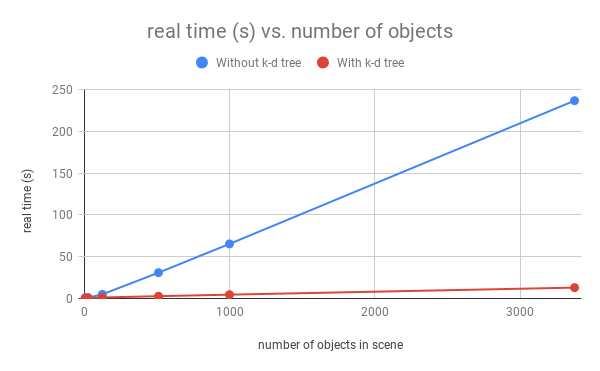 real time (s) vs. number of objects
Without k-d tree
With k-d tree
250
200
150
100
50
0
real time (s)
0
1000
2000
3000
number of objects in scene